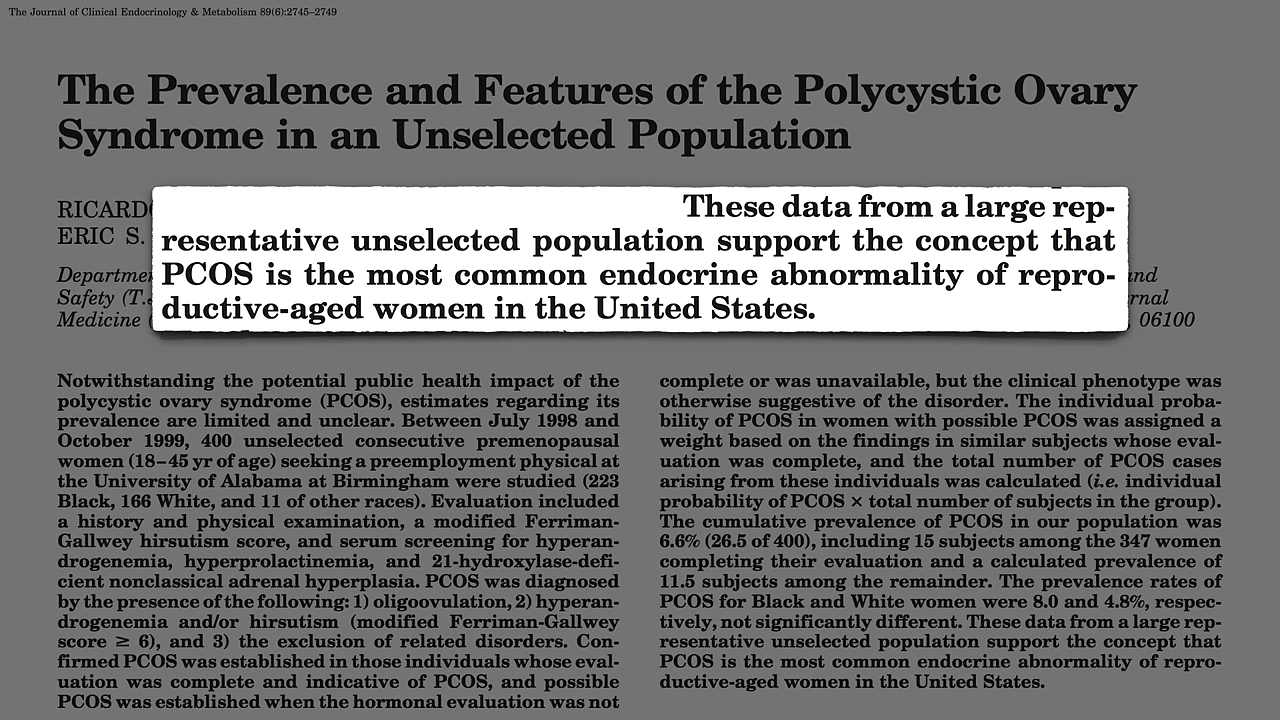 The Journal of Clinical Endocrinology & Metabolism 89(6):2745–2749
The Prevalence and Features of the Polycystic Ovary
Syndrome in an Unselected Population
RICARD
ERIC S.
These data from a large rep-
resentative unselected population support the concept that
PCOS is the most common endocrine abnormality of repro-
ductive-aged women in the United States.
Safety (T.
Medicine
06100
Notwithstanding the potential public health impact of the
polycystic ovary syndrome (PCOS), estimates regarding its
prevalence are limited and unclear. Between July 1998 and
October 1999, 400 unselected consecutive premenopausal
women (18–45 yr of age) seeking a preemployment physical at
the University of Alabama at Birmingham were studied (223
Black, 166 White, and 11 of other races). Evaluation included
a history and physical examination, a modified Ferriman-
Gallwey hirsutism score, and serum screening for hyperan-
drogenemia, hyperprolactinemia, and 21-hydroxylase-defi-
cient nonclassical adrenal hyperplasia. PCOS was diagnosed
by the presence of the following: 1) oligoovulation, 2) hyperan-
drogenemia and/or hirsutism (modified Ferriman-Gallwey
score ≥ 6), and 3) the exclusion of related disorders. Con-
firmed PCOS was established in those individuals whose eval-
uation was complete and indicative of PCOS, and possible
PCOS was established when the hormonal evaluation was not
complete or was unavailable, but the clinical phenotype was
otherwise suggestive of the disorder. The individual proba-
bility of PCOS in women with possible PCOS was assigned a
weight based on the findings in similar subjects whose eval-
uation was complete, and the total number of PCOS cases
arising from these individuals was calculated (i.e. individual
probability of PCOS × total number of subjects in the group).
The cumulative prevalence of PCOS in our population was
6.6% (26.5 of 400), including 15 subjects among the 347 women
completing their evaluation and a calculated prevalence of
11.5 subjects among the remainder. The prevalence rates of
PCOS for Black and White women were 8.0 and 4.8%, respec-
tively, not significantly different. These data from a large rep-
resentative unselected population support the concept that
PCOS is the most common endocrine abnormality of repro-
ductive-aged women in the United States.